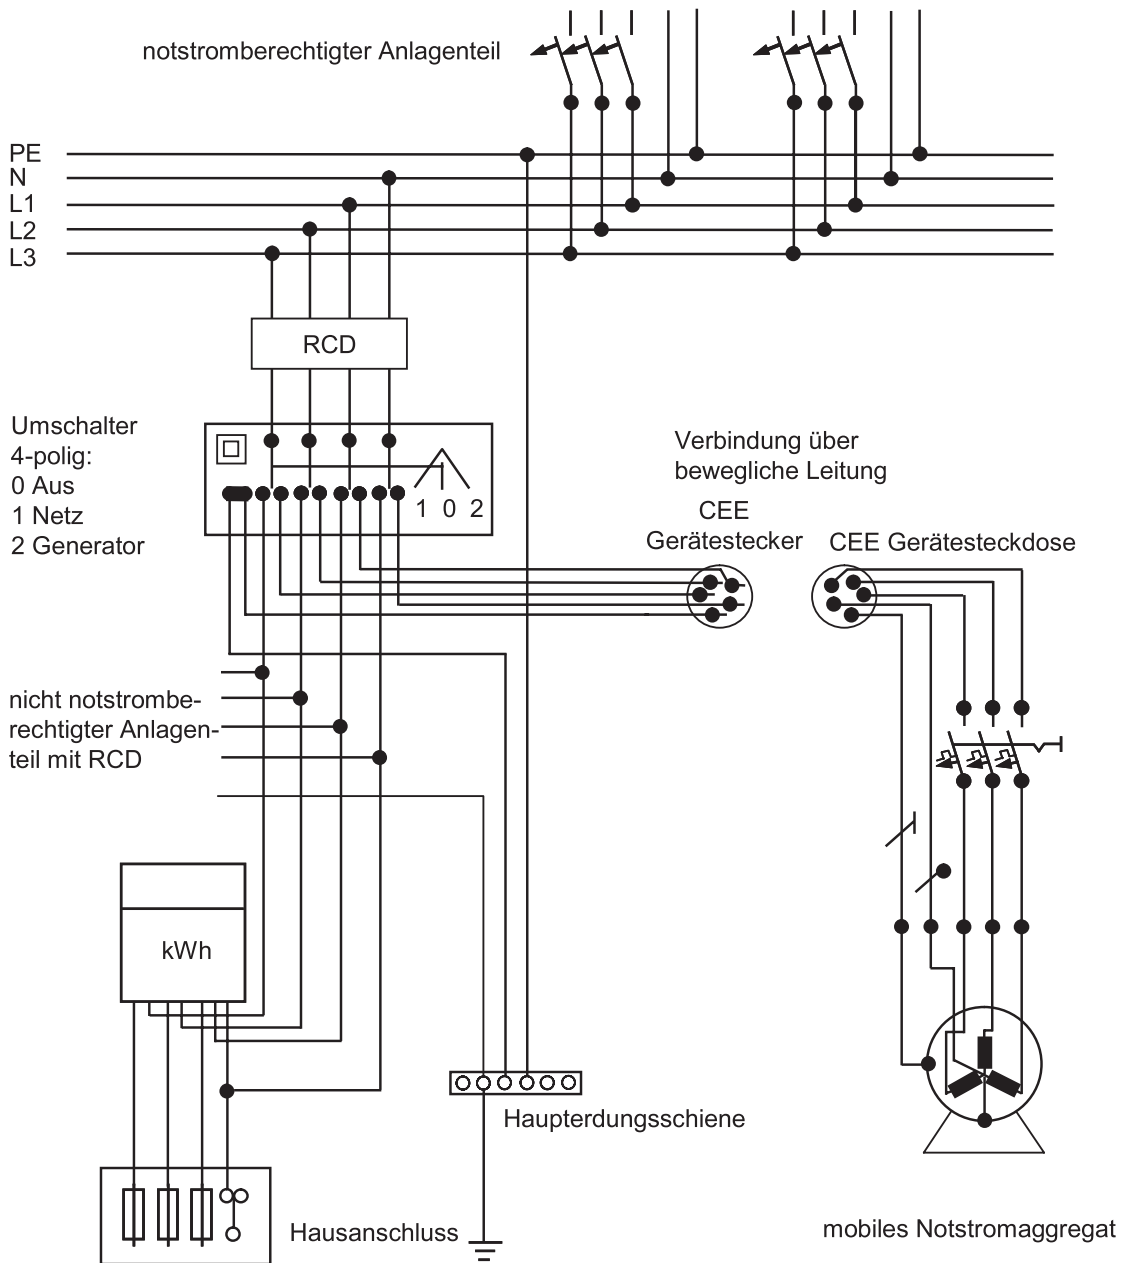 notstromberechtigter Anlagenteil
PE
N
L1
L2
L3
RCD
Umschalter
4-polig:
0 Aus
1 Netz
2 Generator
1 0 2
Verbindung über
bewegliche Leitung
CEE
Gerätestecker
CEE Gerätesteckdose
nicht notstrombe-
rechtigter Anlagen-
teil mit RCD
kWh
Haupterdungsschiene
Hausanschluss
mobiles Notstromaggregat